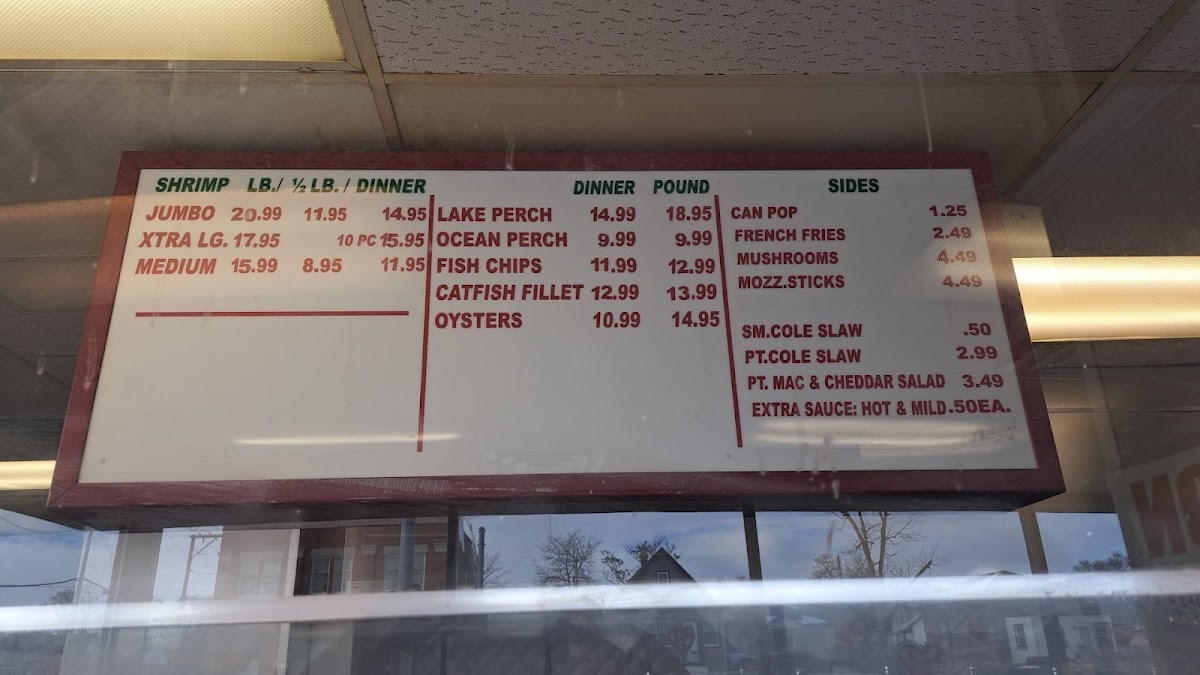 SHRIMP LB./ ½ LB. / DINNER
JUMBO 20.99 11.95 14.95
XTRA LG. 17.95 10 PC 15.95
MEDIUM 15.99 8.95 11.95
DINNER POUND
LAKE PERCH 14.99 18.95
OCEAN PERCH 9.99 9.99
FISH CHIPS 11.99 12.99
CATFISH FILLET 12.99 13.99
OYSTERS 10.99 14.95
SIDES
CAN POP 1.25
FRENCH FRIES 2.49
MUSHROOMS 4.49
MOZZ.STICKS 4.49
SM.COLE SLAW .50
PT.COLE SLAW 2.99
PT. MAC & CHEDDAR SALAD 3.49
EXTRA SAUCE: HOT & MILD .50EA.